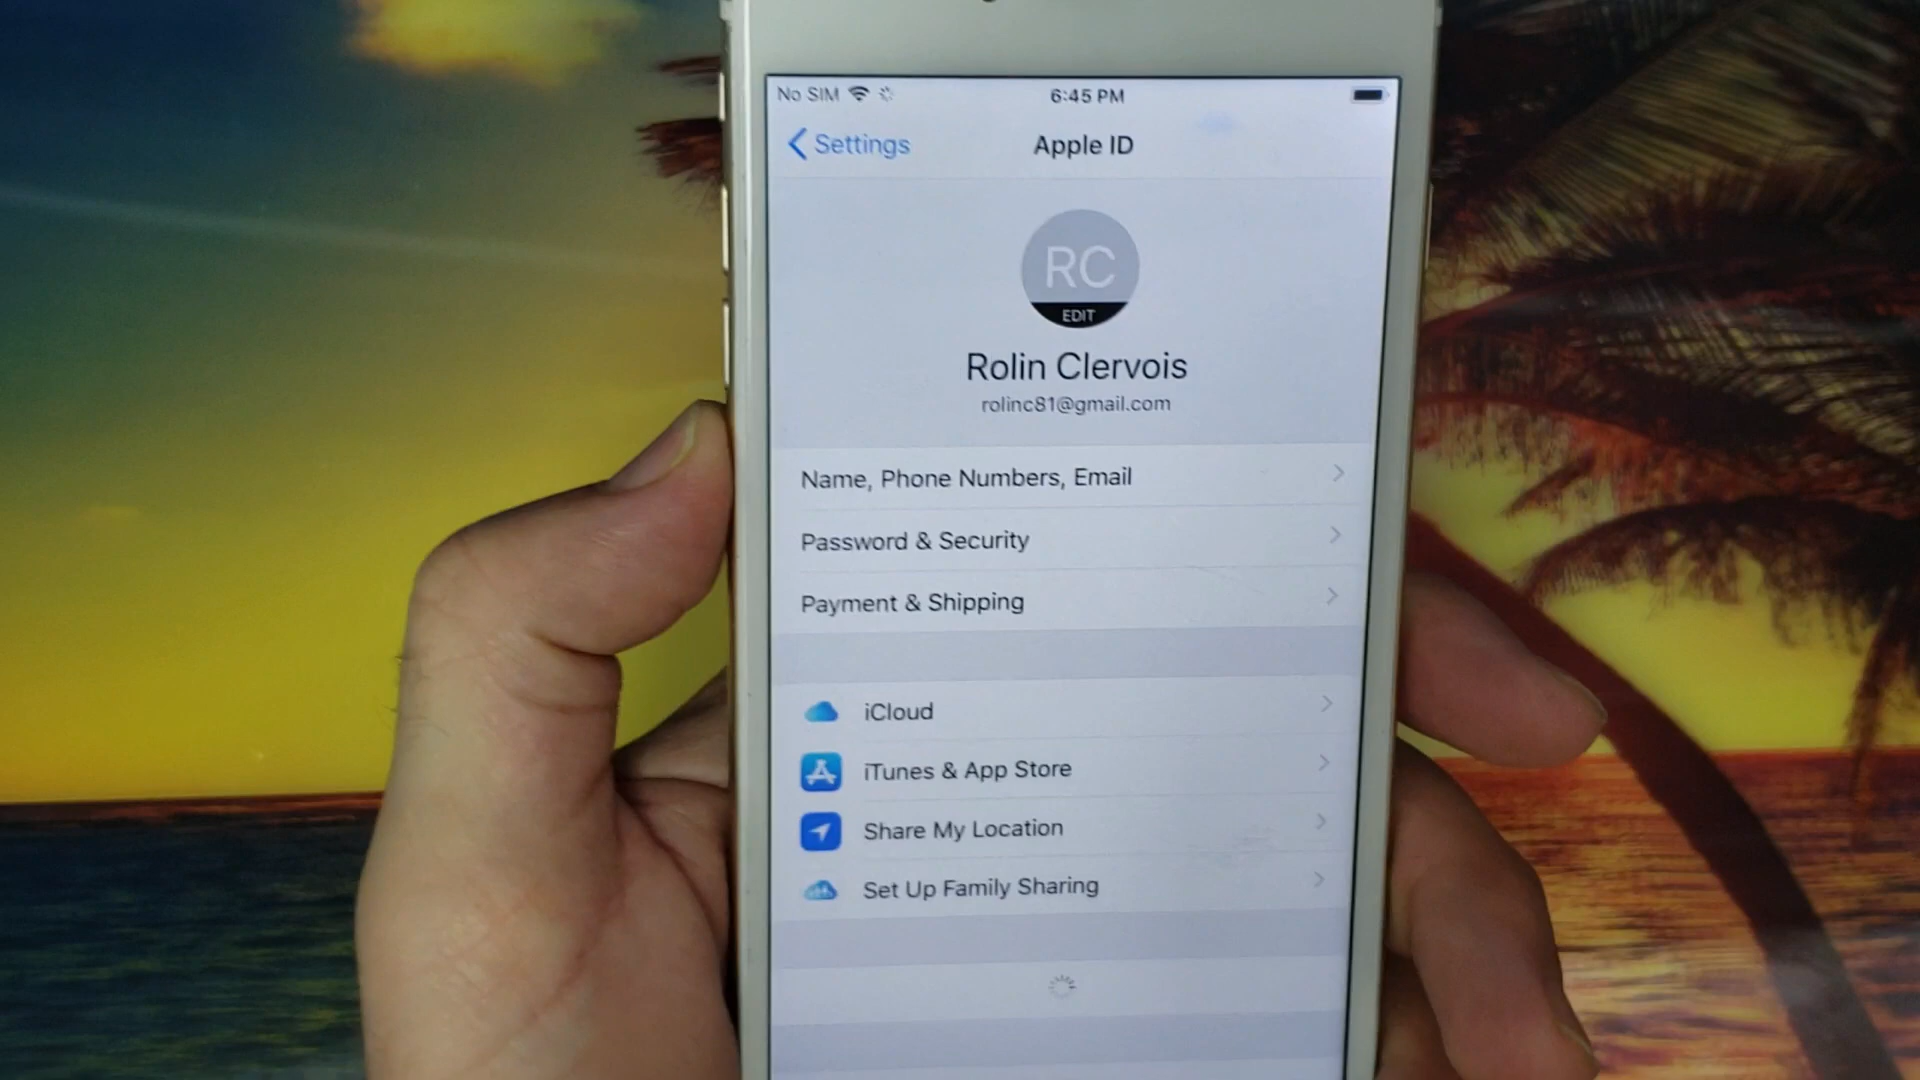 No SIM 6:45 PM
Settings Apple ID
RC
EDIT
Rolin Clervois
rolinc81@gmail.com
Name, Phone Numbers, Email
Password & Security
Payment & Shipping
iCloud
iTunes & App Store
Share My Location
Set Up Family Sharing